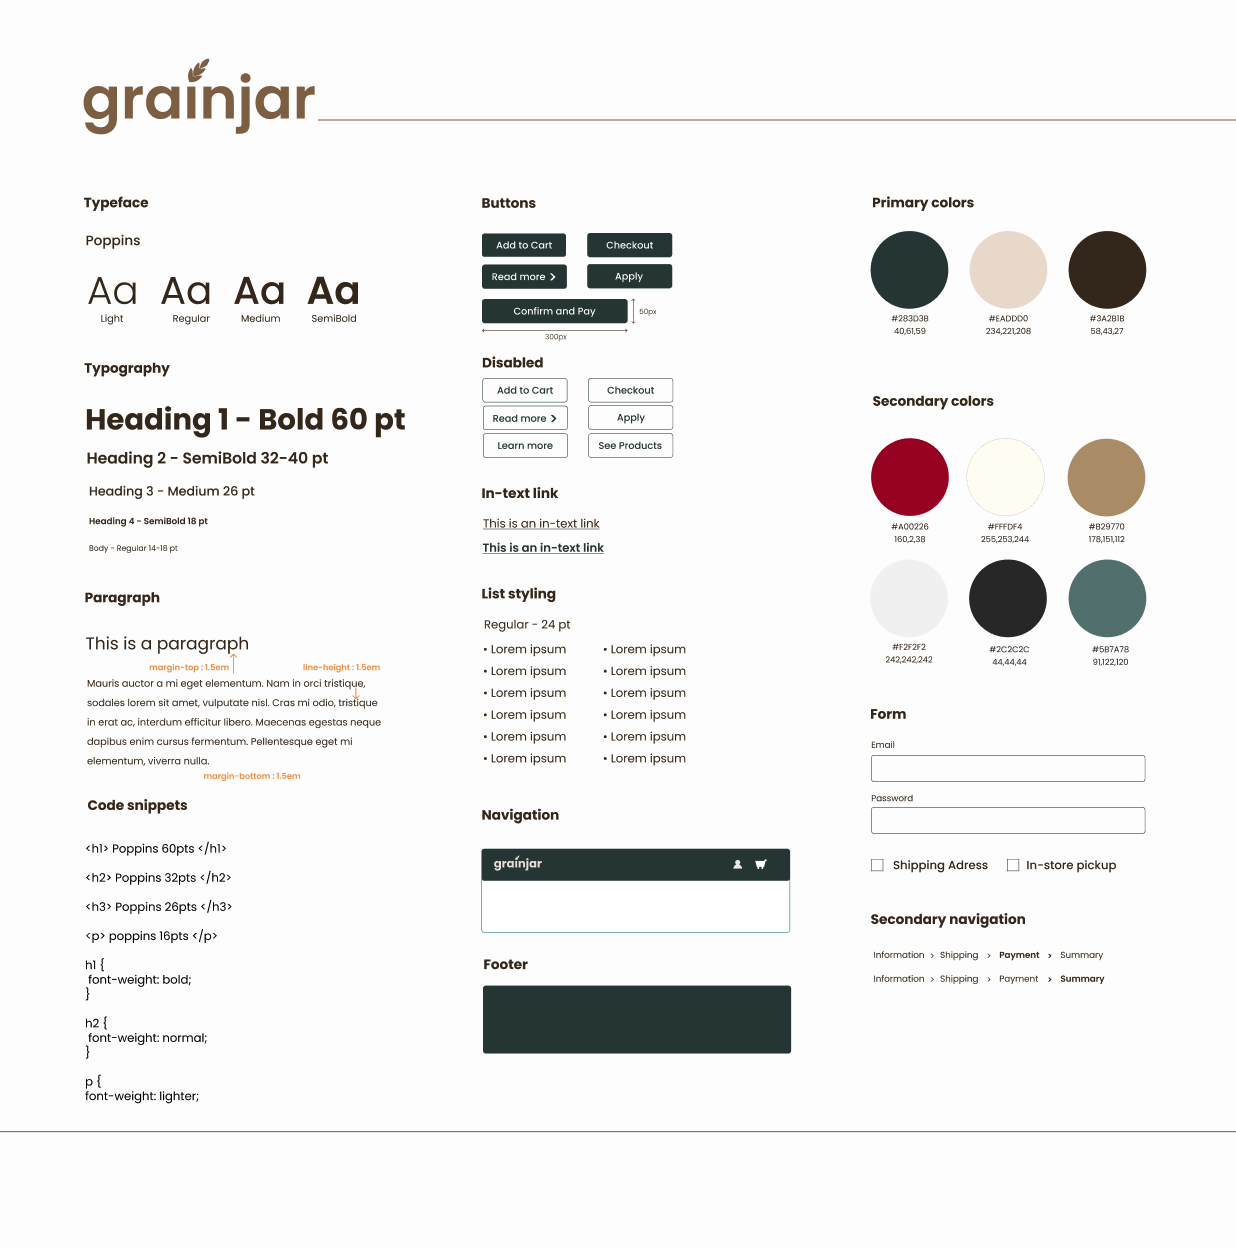 grainjar
Typeface
Poppins
Aa Aa Aa Aa
Light Regular Medium SemiBold
Typography
Heading 1 - Bold 60 pt
Heading 2 - SemiBold 32-40 pt
Heading 3 - Medium 26 pt
Heading 4 - SemiBold 18 pt
Body - Regular 14-18 pt
Paragraph
This is a paragraph
margin-top : 1.5em line-height : 1.5em
Mauris auctor a mi eget elementum. Nam in orci tristique,
sodales lorem sit amet, vulputate nisl. Cras mi odio, tristique
in erat ac, interdum efficitur libero. Maecenas egestas neque
dapibus enim cursus fermentum. Pellentesque eget mi
elementum, viverra nulla.
margin-bottom : 1.5em
Code snippets
<h1> Poppins 60pts </h1>
<h2> Poppins 32pts </h2>
<h3> Poppins 26pts </h3>
<p> poppins 16pts </p>
h1 {
font-weight: bold;
}
h2 {
font-weight: normal;
}
p {
font-weight: lighter;
Buttons
Add to Cart Checkout
Read more > Apply
Confirm and Pay 50px
300px
Disabled
Add to Cart Checkout
Read more > Apply
Learn more See Products
In-text link
This is an in-text link
This is an in-text link
List styling
Regular - 24 pt
• Lorem ipsum • Lorem ipsum
• Lorem ipsum • Lorem ipsum
• Lorem ipsum • Lorem ipsum
• Lorem ipsum • Lorem ipsum
• Lorem ipsum • Lorem ipsum
• Lorem ipsum • Lorem ipsum
Navigation
grainjar
Footer
Primary colors
#283D3B #EADDD0 #3A2B1B
40,61,59 234,221,208 58,43,27
Secondary colors
#A00226 #FFFDF4 #B29770
160,2,38 255,253,244 178,151,112
#F2F2F2 #2C2C2C #5B7A78
242,242,242 44,44,44 91,122,120
Form
Email
Password
Shipping Adress In-store pickup
Secondary navigation
Information > Shipping > Payment > Summary
Information > Shipping > Payment > Summary